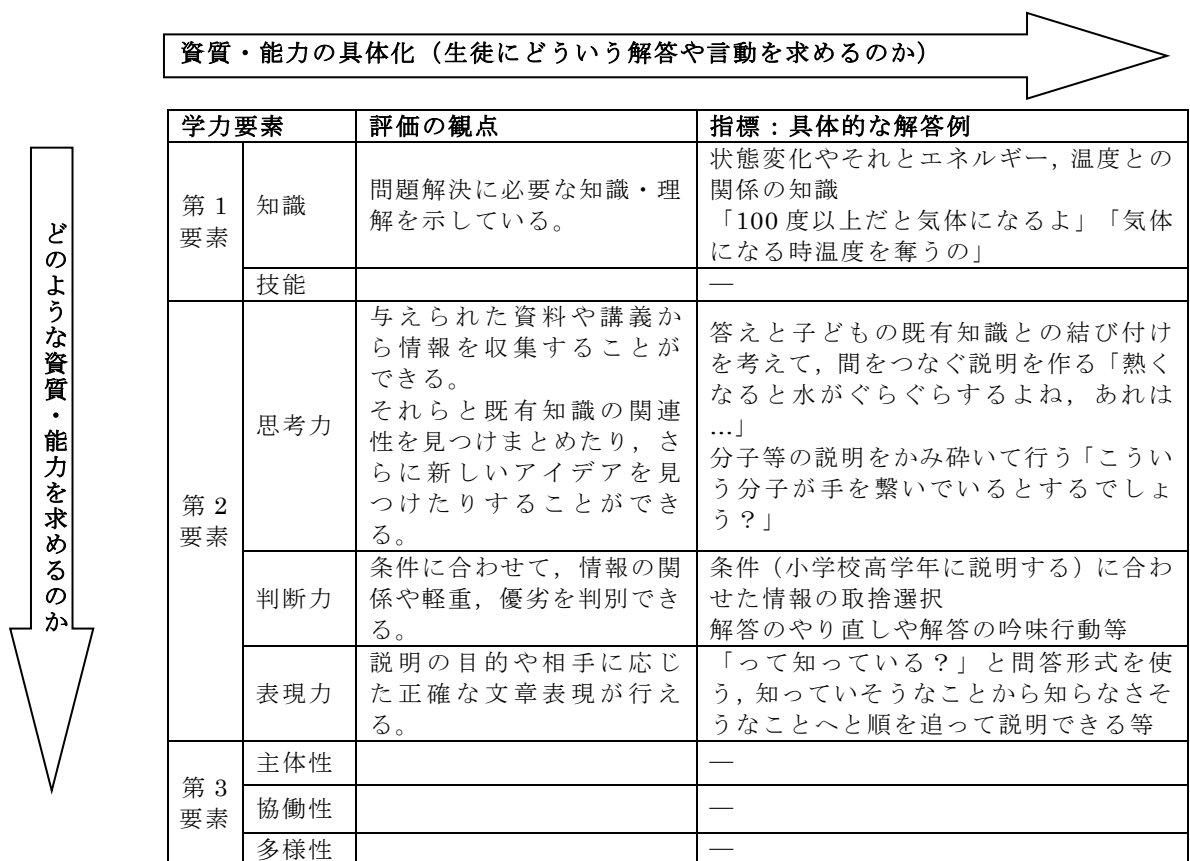 資質・能力の具体化（生徒にどういう解答や言動を求めるのか）
どのような資質・能力を求めるのか
学力要素
評価の観点
指標：具体的な解答例
第1
要素
知識
問題解決に必要な知識・理
解を示している。
状態変化やそれとエネルギー，温度との
関係の知識
「100度以上だと気体になるよ」「気体
になる時温度を奪うの」
技能
―
第2
要素
思考力
与えられた資料や講義か
ら情報を収集することが
できる。
それらと既有知識の関連
性を見つけまとめたり，さ
らに新しいアイデアを見
つけたりすることができ
る。
答えと子どもの既有知識との結び付け
を考えて，間をつなぐ説明を作る「熱く
なると水がぐらぐらするよね，あれは
…」
分子等の説明をかみ砕いて行う「こうい
う分子が手を繋いでいるとするでしょ
う？」
判断力
条件に合わせて，情報の関
係や軽重，優劣を判別でき
る。
条件（小学校高学年に説明する）に合わ
せた情報の取捨選択
解答のやり直しや解答の吟味行動等
表現力
説明の目的や相手に応じ
た正確な文章表現が行え
る。
「って知っている？」と問答形式を使
う，知っていそうなことから知らなさそ
うなことへと順を追って説明できる等
第3
要素
主体性
―
協働性
―
多様性
―